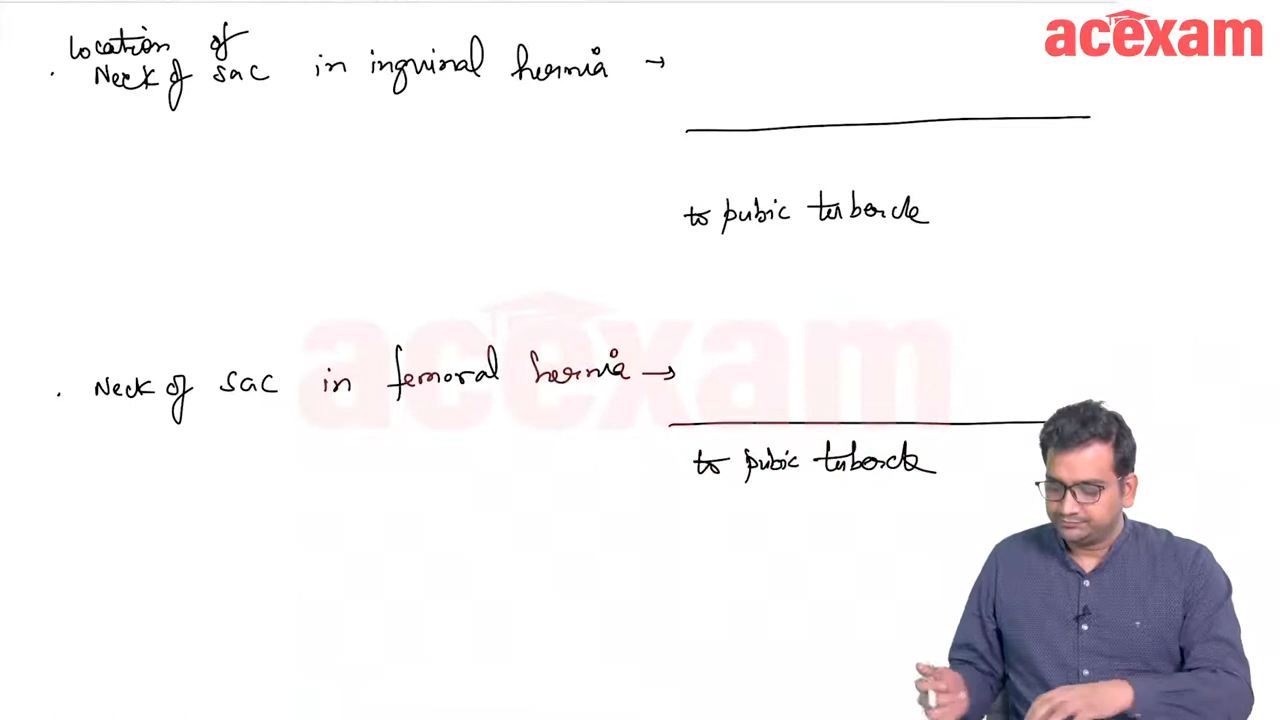 acexam
Location of
. Neck of sac in inguinal hernia →
to pubic tubercle
acexam
. Neck of sac in femoral hernia →
to pubic tubercle